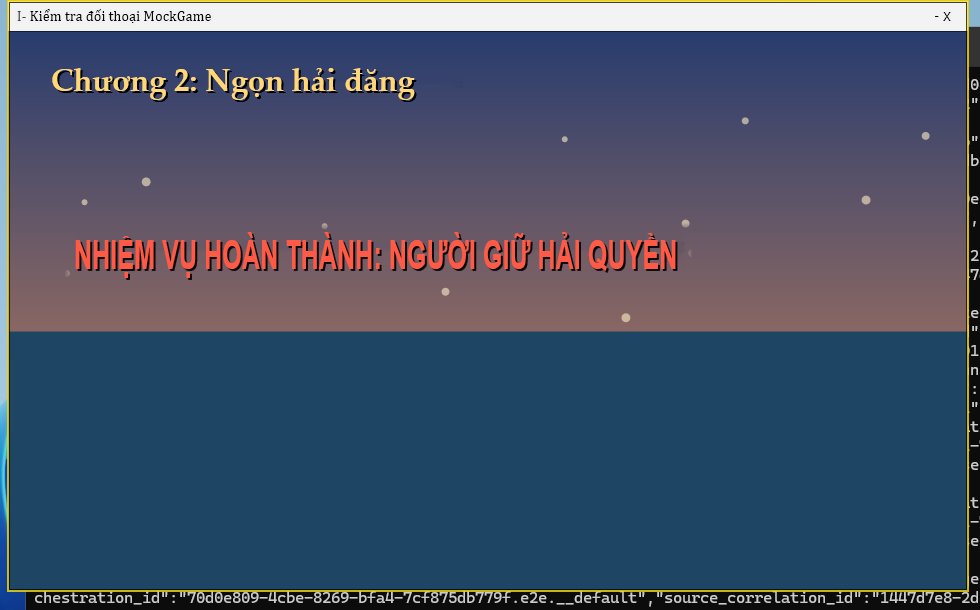 I- Kiểm tra đối thoại MockGame
- X
Chương 2: Ngọn hải đăng
NHIỆM VỤ HOÀN THÀNH: NGƯỜI GIỮ HẢI QUYỀN
chestration_id":"70d0e809-4cbe-8269-bfa4-7cf875db779f.e2e.__default","source_correlation_id":"1447d7e8-2d